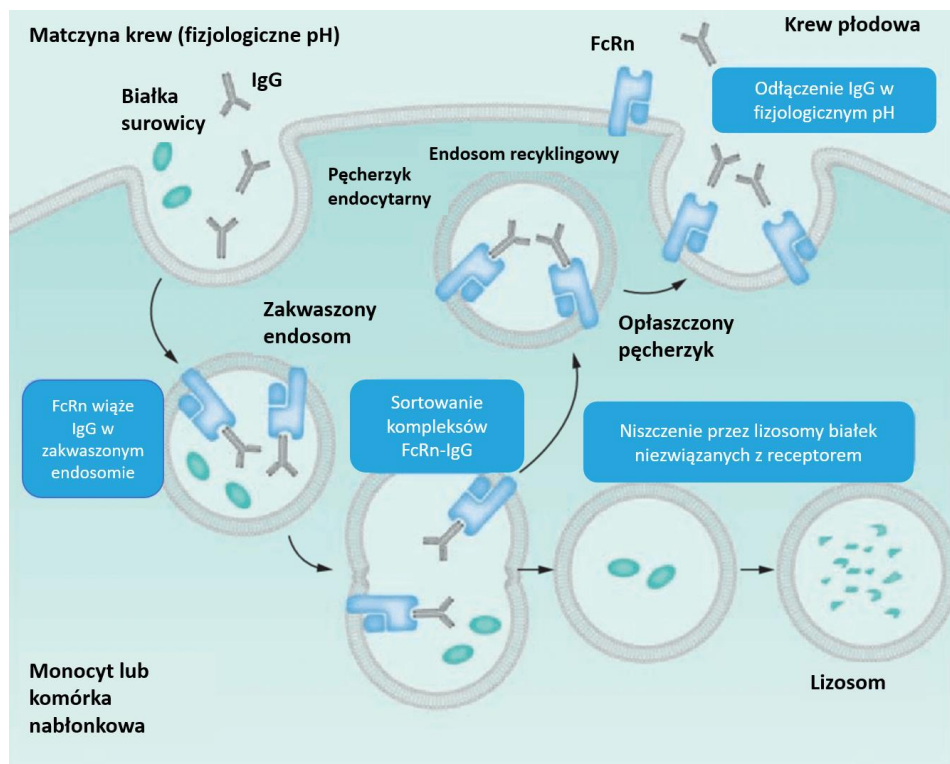 Matczyna krew (fizjologiczne pH)
FcRn
Krew płodowa
IgG
Białka
surowicy
Odłączenie IgG w
fizjologicznym pH
Endosom recyklingowy
Pęcherzyk
endocytarny
Zakwaszony
endosom
Opłaszczony
pęcherzyk
FcRn wiąże
IgG w
zakwaszonym
endosomie
Sortowanie
kompleksów
FcRn-IgG
Niszczenie przez lizosomy białek
niezwiązanych z receptorem
Monocyt lub
komórka
nabłonkowa
Lizosom